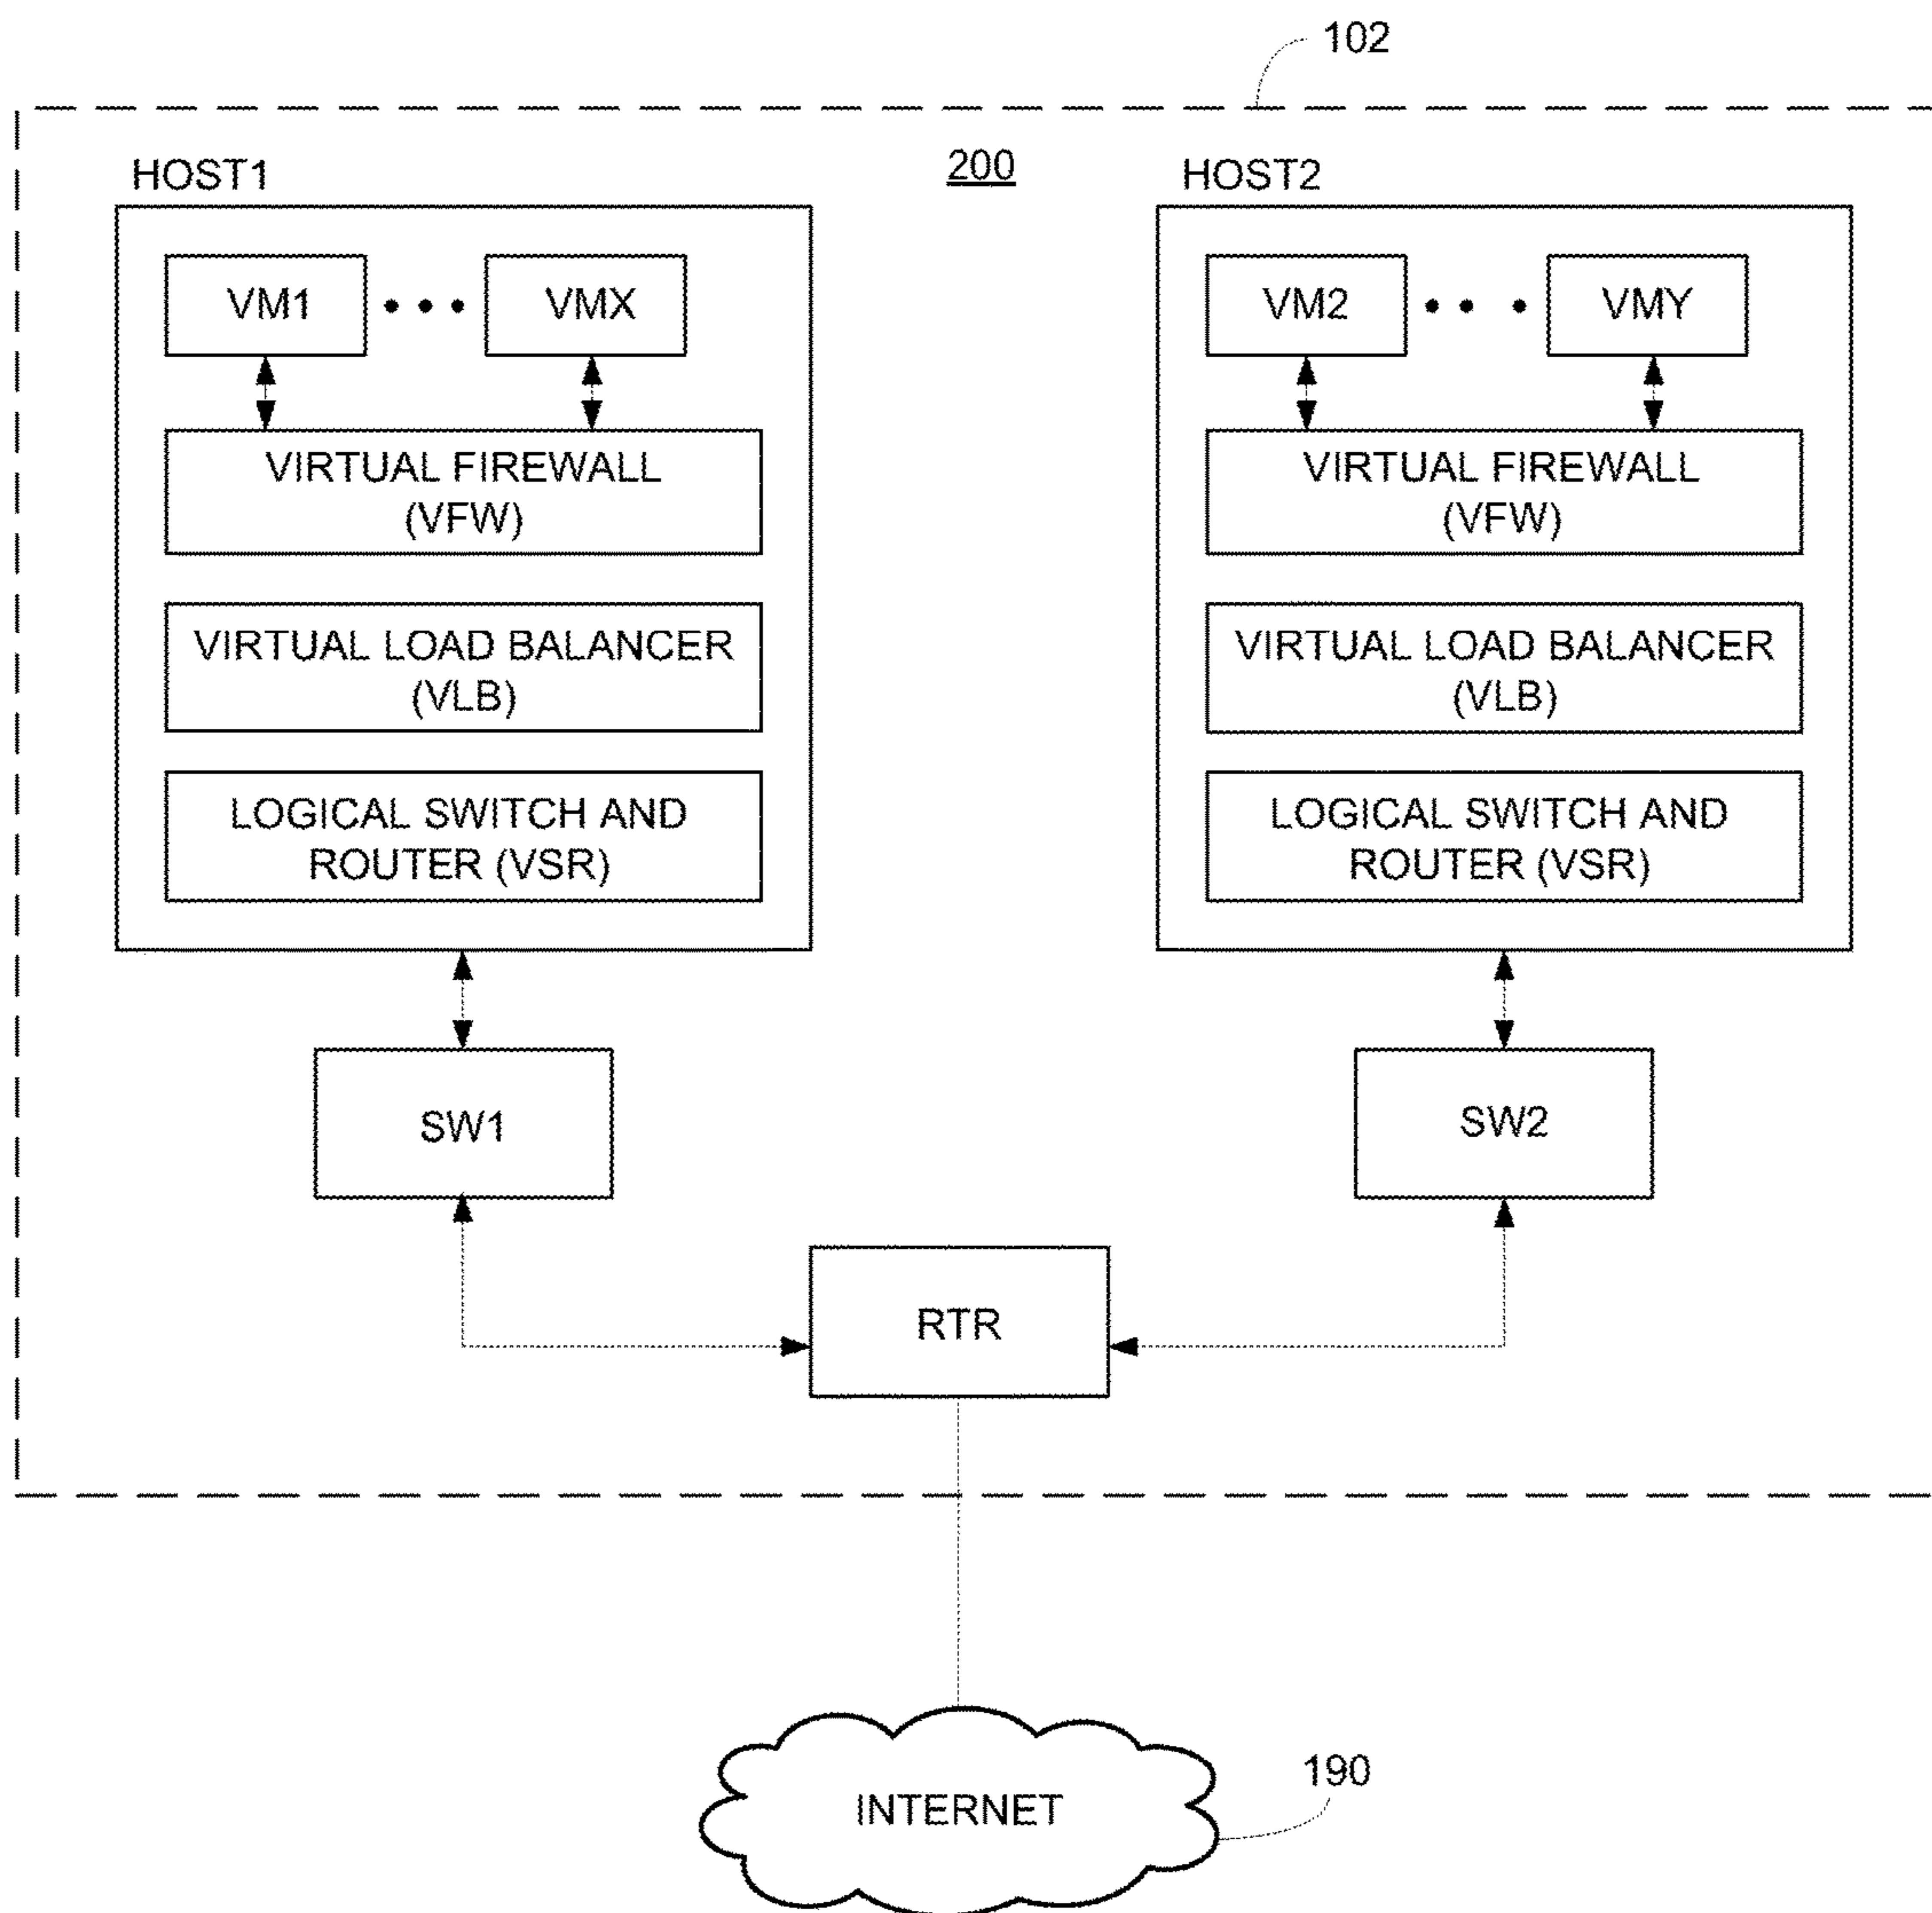 102
200
HOST1
HOST2
VM1
VMX
VM2
VMY
VIRTUAL FIREWALL
(VFW)
VIRTUAL FIREWALL
(VFW)
VIRTUAL LOAD BALANCER
(VLB)
VIRTUAL LOAD BALANCER
(VLB)
LOGICAL SWITCH AND
ROUTER (VSR)
LOGICAL SWITCH AND
ROUTER (VSR)
SW1
SW2
RTR
190
INTERNET